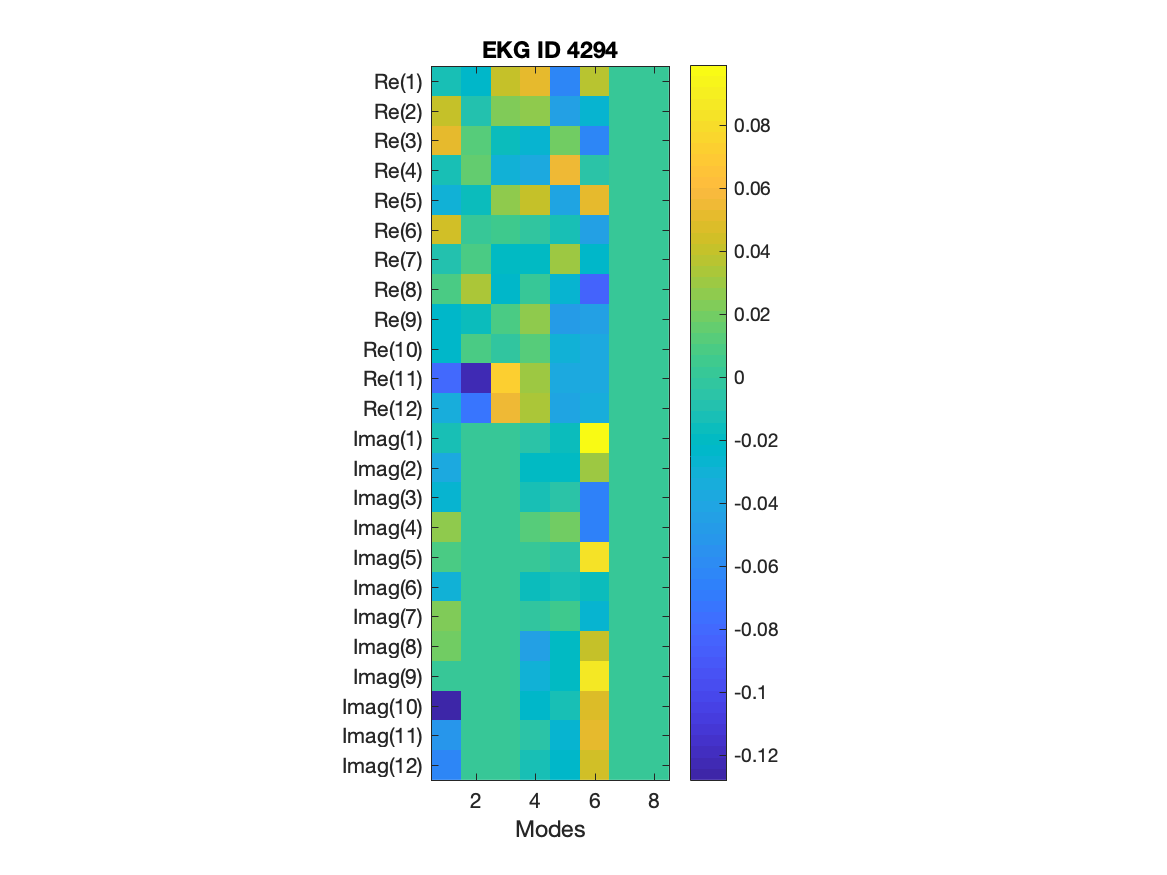 EKG ID 4294
Re(1)
Re(2)
Re(3)
Re(4)
Re(5)
Re(6)
Re(7)
Re(8)
Re(9)
Re(10)
Re(11)
Re(12)
Imag(1)
Imag(2)
Imag(3)
Imag(4)
Imag(5)
Imag(6)
Imag(7)
Imag(8)
Imag(9)
Imag(10)
Imag(11)
Imag(12)
2 4 6 8
Modes
0.08
0.06
0.04
0.02
0
-0.02
-0.04
-0.06
-0.08
-0.1
-0.12